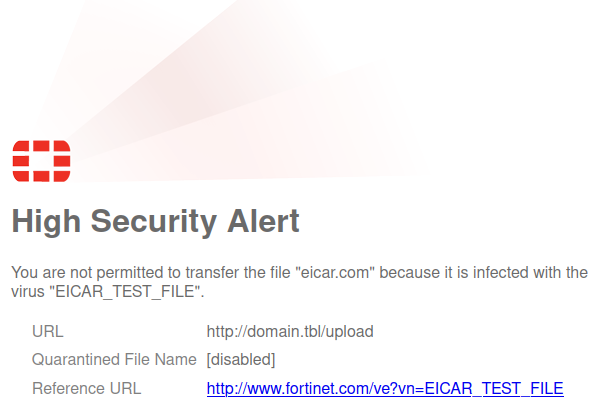 High Security Alert
You are not permitted to transfer the file "eicar.com" because it is infected with the
virus "EICAR_TEST_FILE".
URL http://domain.tbl/upload
Quarantined File Name [disabled]
Reference URL http://www.fortinet.com/ve?vn=EICAR_TEST_FILE